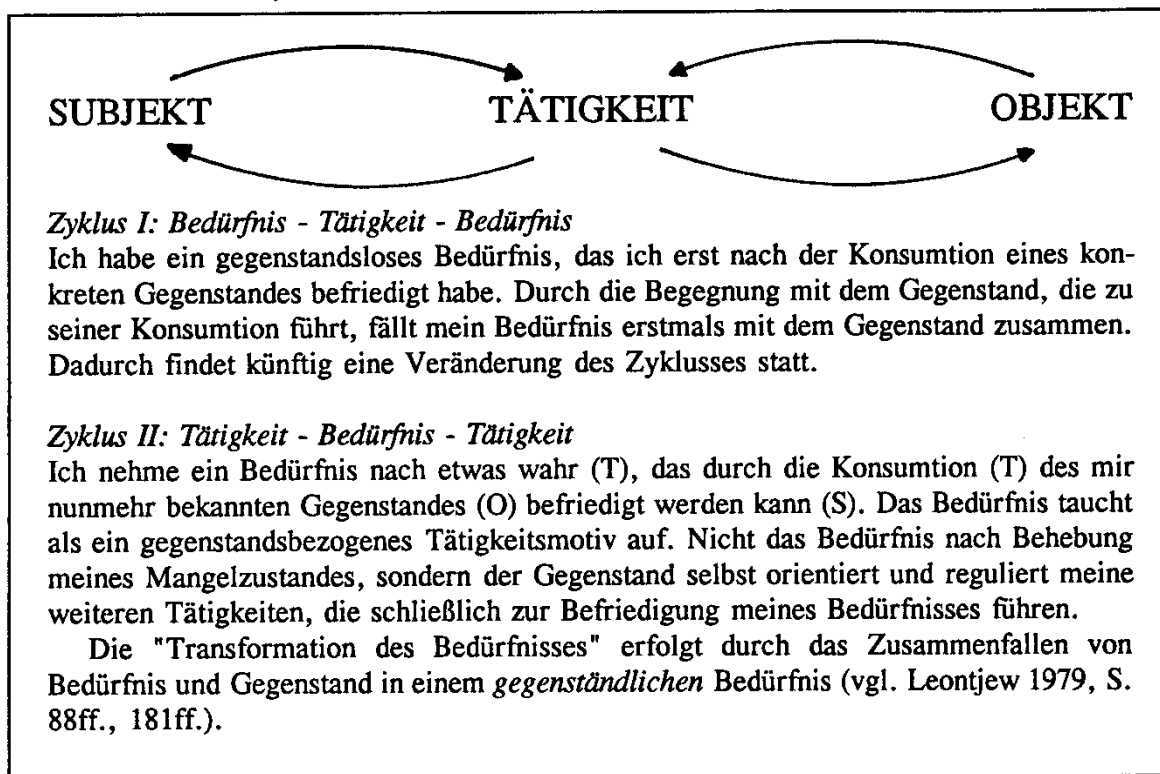 SUBJEKT TÄTIGKEIT OBJEKT
Zyklus I: Bedürfnis - Tätigkeit - Bedürfnis
Ich habe ein gegenstandsloses Bedürfnis, das ich erst nach der Konsumtion eines kon-
kreten Gegenstandes befriedigt habe. Durch die Begegnung mit dem Gegenstand, die zu
seiner Konsumtion führt, fällt mein Bedürfnis erstmals mit dem Gegenstand zusammen.
Dadurch findet künftig eine Veränderung des Zyklusses statt.
Zyklus II: Tätigkeit - Bedürfnis - Tätigkeit
Ich nehme ein Bedürfnis nach etwas wahr (T), das durch die Konsumtion (T) des mir
nunmehr bekannten Gegenstandes (O) befriedigt werden kann (S). Das Bedürfnis taucht
als ein gegenstandsbezogenes Tätigkeitsmotiv auf. Nicht das Bedürfnis nach Behebung
meines Mangelzustandes, sondern der Gegenstand selbst orientiert und reguliert meine
weiteren Tätigkeiten, die schließlich zur Befriedigung meines Bedürfnisses führen.
Die "Transformation des Bedürfnisses" erfolgt durch das Zusammenfallen von
Bedürfnis und Gegenstand in einem gegenständlichen Bedürfnis (vgl. Leontjew 1979, S.
88ff., 181ff.).